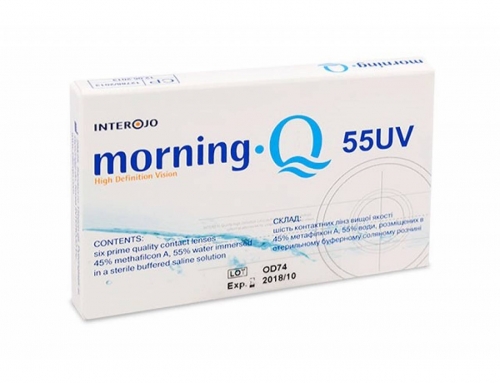 INTEROJO
morning·Q 55UV
High Definition Vision
CONTENTS:
six prime quality contact lenses
45% methafilcon A, 55% water immersed
in a sterile buffered saline solution
СКЛАД:
шість контактних лінз вищої якості
45% метафілкон А, 55% води, розміщених в
стерильному буферному сольовому розчині
LOT OD74
Exp. 2018/10